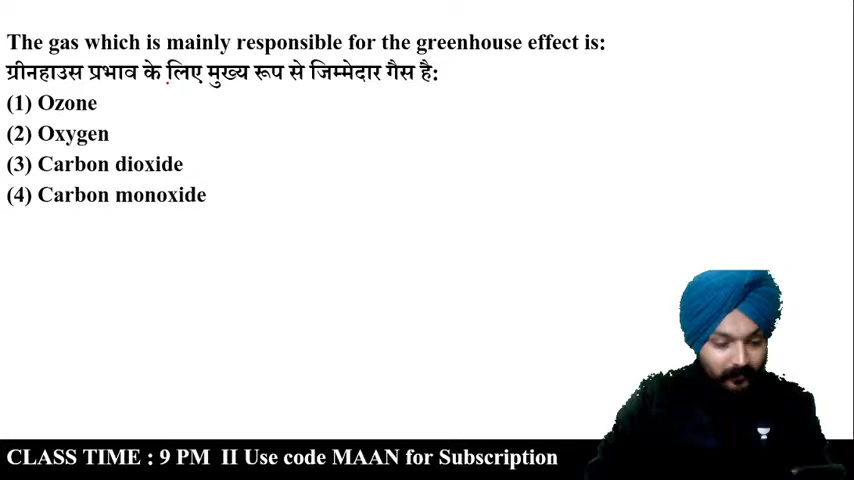 The gas which is mainly responsible for the greenhouse effect is:
ग्रीनहाउस प्रभाव के लिए मुख्य रूप से जिम्मेदार गैस है:
(1) Ozone
(2) Oxygen
(3) Carbon dioxide
(4) Carbon monoxide
CLASS TIME : 9 PM II Use code MAAN for Subscription